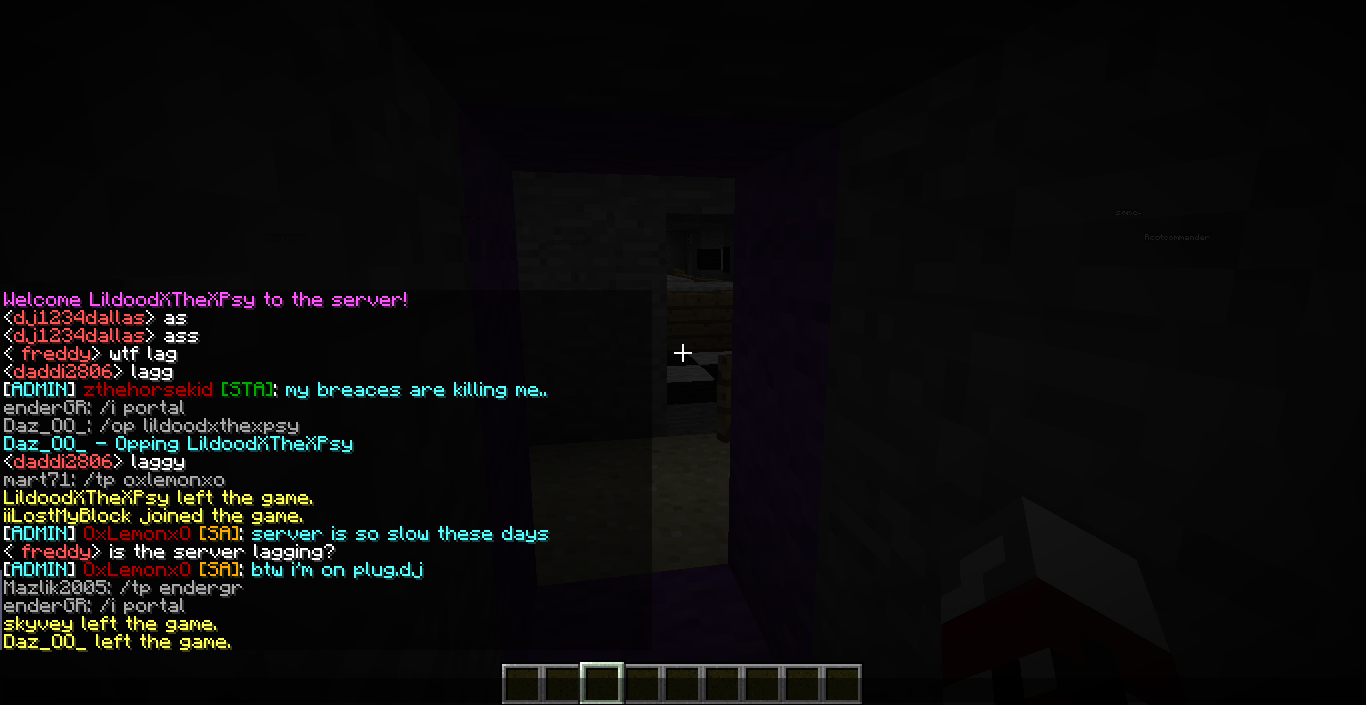 Welcome LildoodXTheXPsy to the server!
<dj1234dallas> as
<dj1234dallas> ass
< freddy> wtf lag
<daddi2806> lagg
[ADMIN] zthehorsekid [STA]: my breaces are killing me..
enderGR: /i portal
Daz_OO_: /op lildoodxthexpsy
Daz_OO_ - Opping LildoodXTheXPsy
<daddi2806> laggy
mart71: /tp oxlemonxo
LildoodXTheXPsy left the game.
iiLostMyBlock joined the game.
[ADMIN] OxLemonxO [SA]: server is so slow these days
< freddy> is the server lagging?
[ADMIN] OxLemonxO [SA]: btw i'm on plug.dj
Mazlik2005: /tp endergr
enderGR: /i portal
skyvey left the game.
Daz_OO_ left the game.